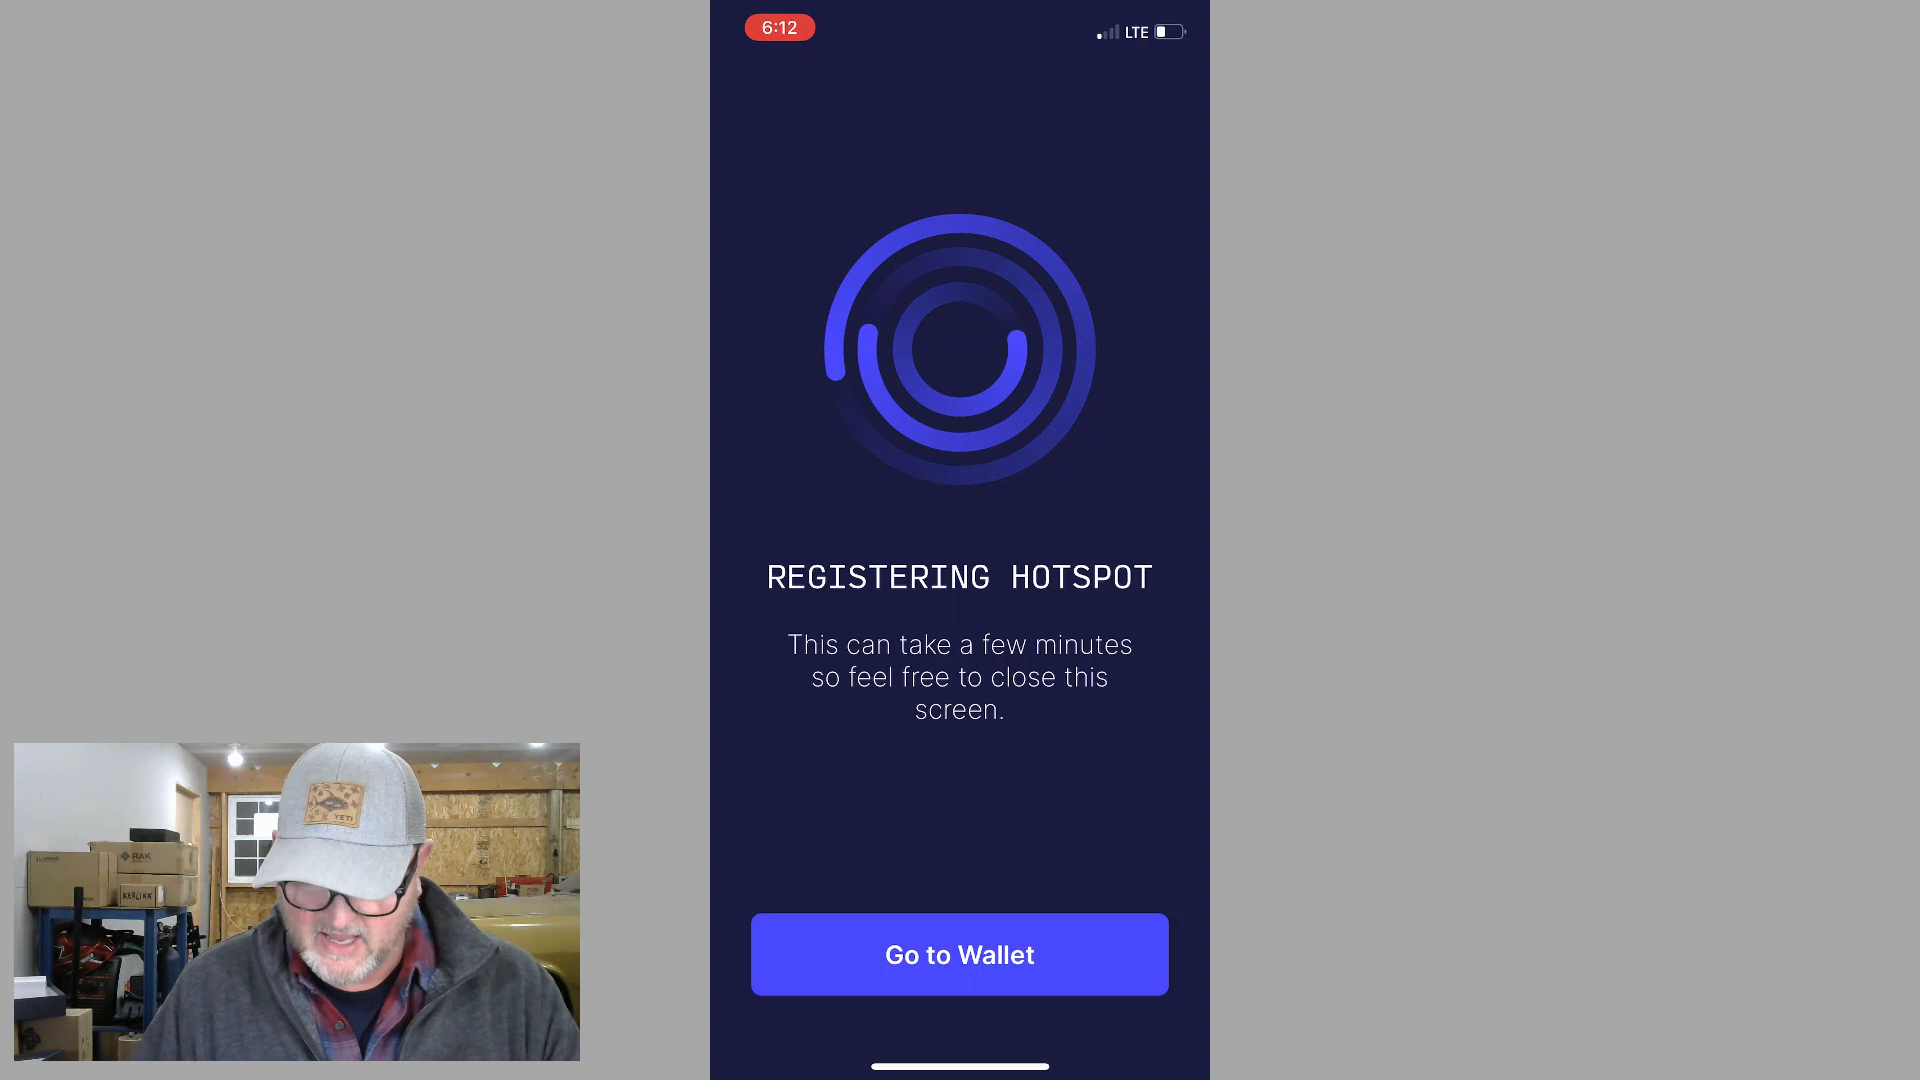 6:12
LTE
REGISTERING HOTSPOT
This can take a few minutes
so feel free to close this
screen.
Go to Wallet
YETI
RAK
KERLINK